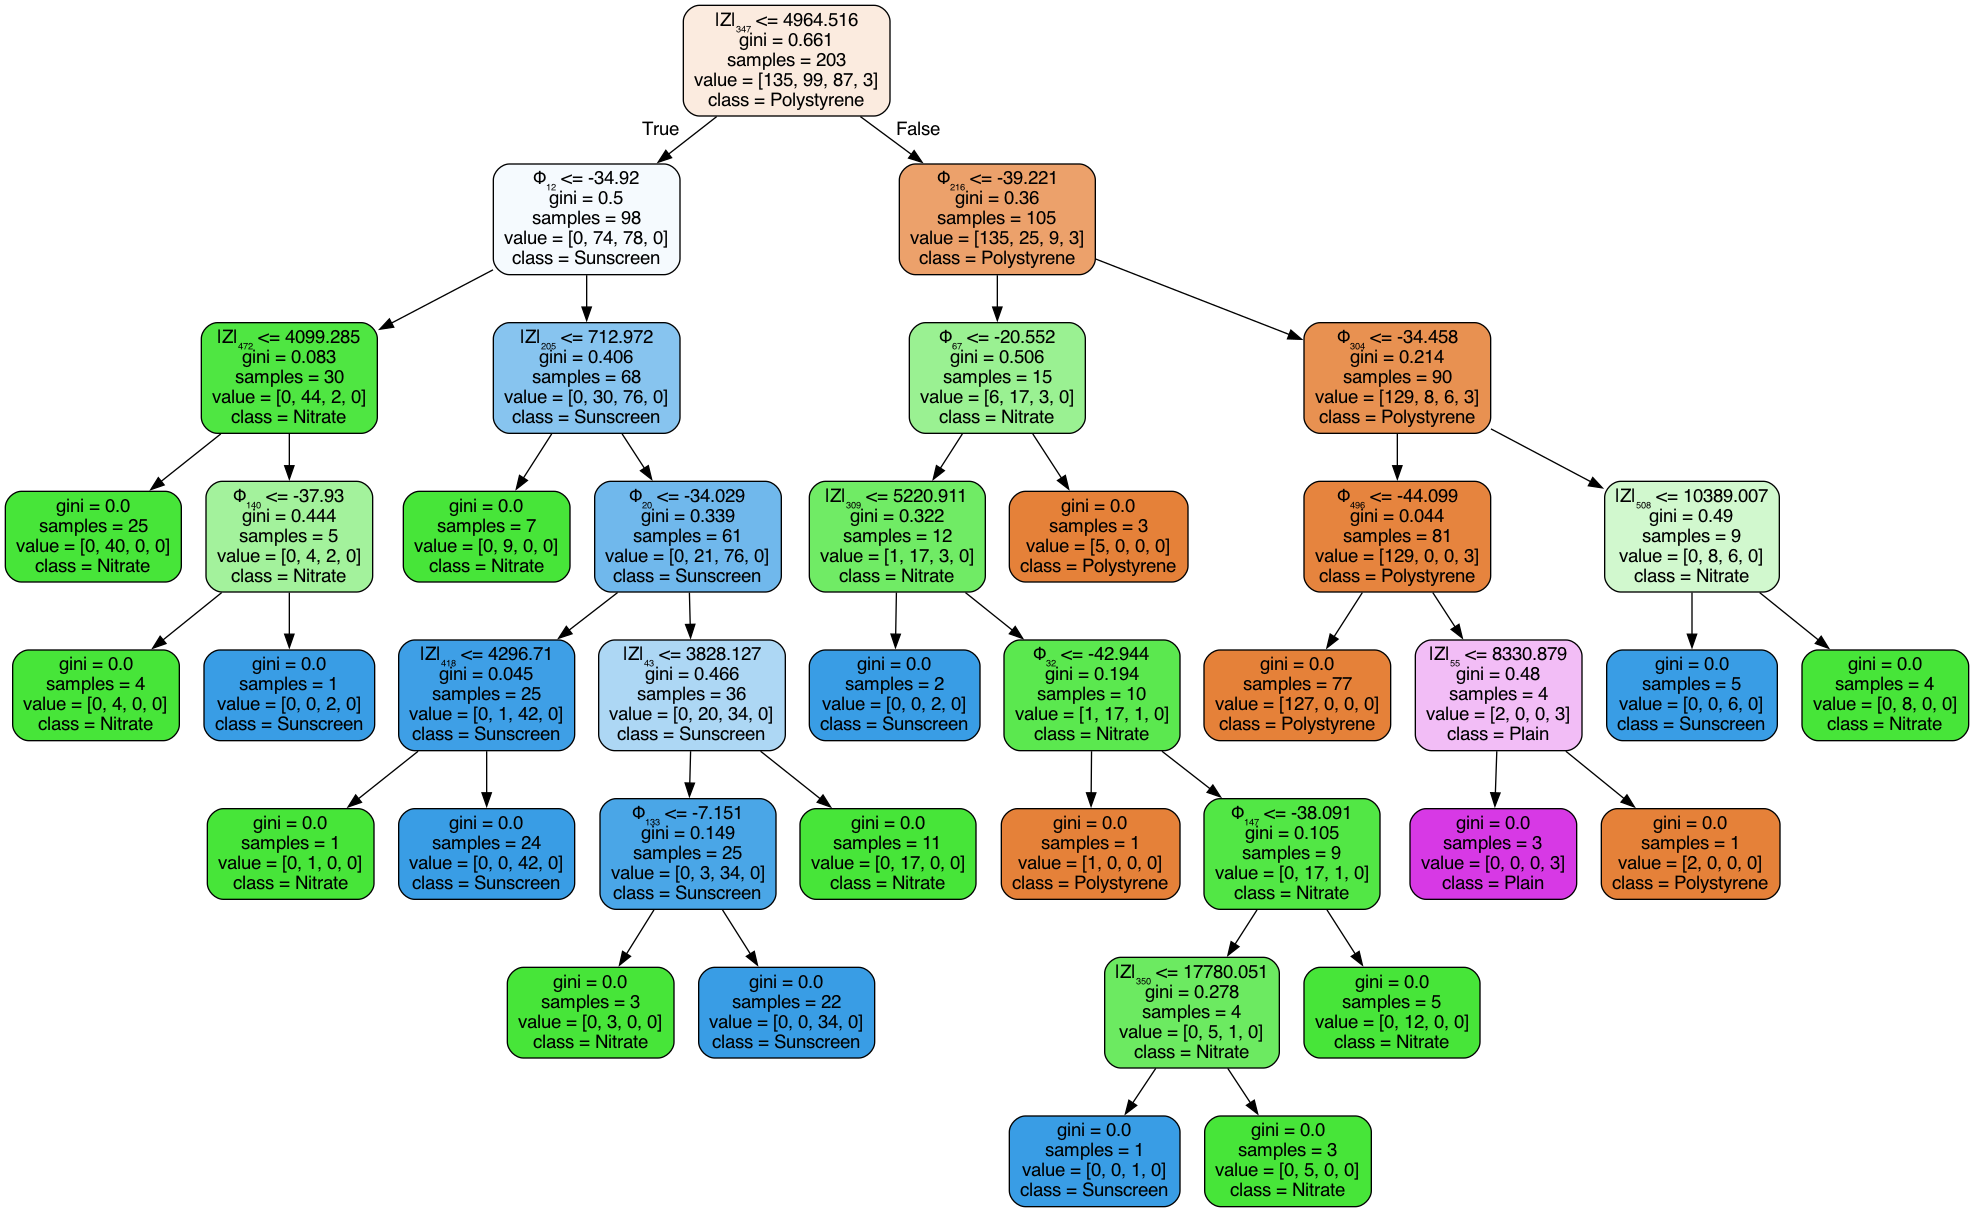 |Z|₃₄₇ <= 4964.516
gini = 0.661
samples = 203
value = [135, 99, 87, 3]
class = Polystyrene
True
False
Φ₁₂ <= -34.92
gini = 0.5
samples = 98
value = [0, 74, 78, 0]
class = Sunscreen
Φ₂₁₆ <= -39.221
gini = 0.36
samples = 105
value = [135, 25, 9, 3]
class = Polystyrene
|Z|₄₇₂ <= 4099.285
gini = 0.083
samples = 30
value = [0, 44, 2, 0]
class = Nitrate
|Z|₂₀₅ <= 712.972
gini = 0.406
samples = 68
value = [0, 30, 76, 0]
class = Sunscreen
Φ₆₇ <= -20.552
gini = 0.506
samples = 15
value = [6, 17, 3, 0]
class = Nitrate
Φ₃₀₄ <= -34.458
gini = 0.214
samples = 90
value = [129, 8, 6, 3]
class = Polystyrene
gini = 0.0
samples = 25
value = [0, 40, 0, 0]
class = Nitrate
Φ₁₄₀ <= -37.93
gini = 0.444
samples = 5
value = [0, 4, 2, 0]
class = Nitrate
gini = 0.0
samples = 7
value = [0, 9, 0, 0]
class = Nitrate
Φ₂₀ <= -34.029
gini = 0.339
samples = 61
value = [0, 21, 76, 0]
class = Sunscreen
|Z|₃₀₉ <= 5220.911
gini = 0.322
samples = 12
value = [1, 17, 3, 0]
class = Nitrate
gini = 0.0
samples = 3
value = [5, 0, 0, 0]
class = Polystyrene
Φ₄₉₆ <= -44.099
gini = 0.044
samples = 81
value = [129, 0, 0, 3]
class = Polystyrene
|Z|₅₀₈ <= 10389.007
gini = 0.49
samples = 9
value = [0, 8, 6, 0]
class = Nitrate
gini = 0.0
samples = 4
value = [0, 4, 0, 0]
class = Nitrate
gini = 0.0
samples = 1
value = [0, 0, 2, 0]
class = Sunscreen
|Z|₄₁₈ <= 4296.71
gini = 0.045
samples = 25
value = [0, 1, 42, 0]
class = Sunscreen
|Z|₄₃ <= 3828.127
gini = 0.466
samples = 36
value = [0, 20, 34, 0]
class = Sunscreen
gini = 0.0
samples = 2
value = [0, 0, 2, 0]
class = Sunscreen
Φ₃₂ <= -42.944
gini = 0.194
samples = 10
value = [1, 17, 1, 0]
class = Nitrate
gini = 0.0
samples = 77
value = [127, 0, 0, 0]
class = Polystyrene
|Z|₅₅ <= 8330.879
gini = 0.48
samples = 4
value = [2, 0, 0, 3]
class = Plain
gini = 0.0
samples = 5
value = [0, 0, 6, 0]
class = Sunscreen
gini = 0.0
samples = 4
value = [0, 8, 0, 0]
class = Nitrate
gini = 0.0
samples = 1
value = [0, 1, 0, 0]
class = Nitrate
gini = 0.0
samples = 24
value = [0, 0, 42, 0]
class = Sunscreen
Φ₁₃₃ <= -7.151
gini = 0.149
samples = 25
value = [0, 3, 34, 0]
class = Sunscreen
gini = 0.0
samples = 11
value = [0, 17, 0, 0]
class = Nitrate
gini = 0.0
samples = 1
value = [1, 0, 0, 0]
class = Polystyrene
Φ₁₄₇ <= -38.091
gini = 0.105
samples = 9
value = [0, 17, 1, 0]
class = Nitrate
gini = 0.0
samples = 3
value = [0, 0, 0, 3]
class = Plain
gini = 0.0
samples = 1
value = [2, 0, 0, 0]
class = Polystyrene
gini = 0.0
samples = 3
value = [0, 3, 0, 0]
class = Nitrate
gini = 0.0
samples = 22
value = [0, 0, 34, 0]
class = Sunscreen
|Z|₃₅₀ <= 17780.051
gini = 0.278
samples = 4
value = [0, 5, 1, 0]
class = Nitrate
gini = 0.0
samples = 5
value = [0, 12, 0, 0]
class = Nitrate
gini = 0.0
samples = 1
value = [0, 0, 1, 0]
class = Sunscreen
gini = 0.0
samples = 3
value = [0, 5, 0, 0]
class = Nitrate